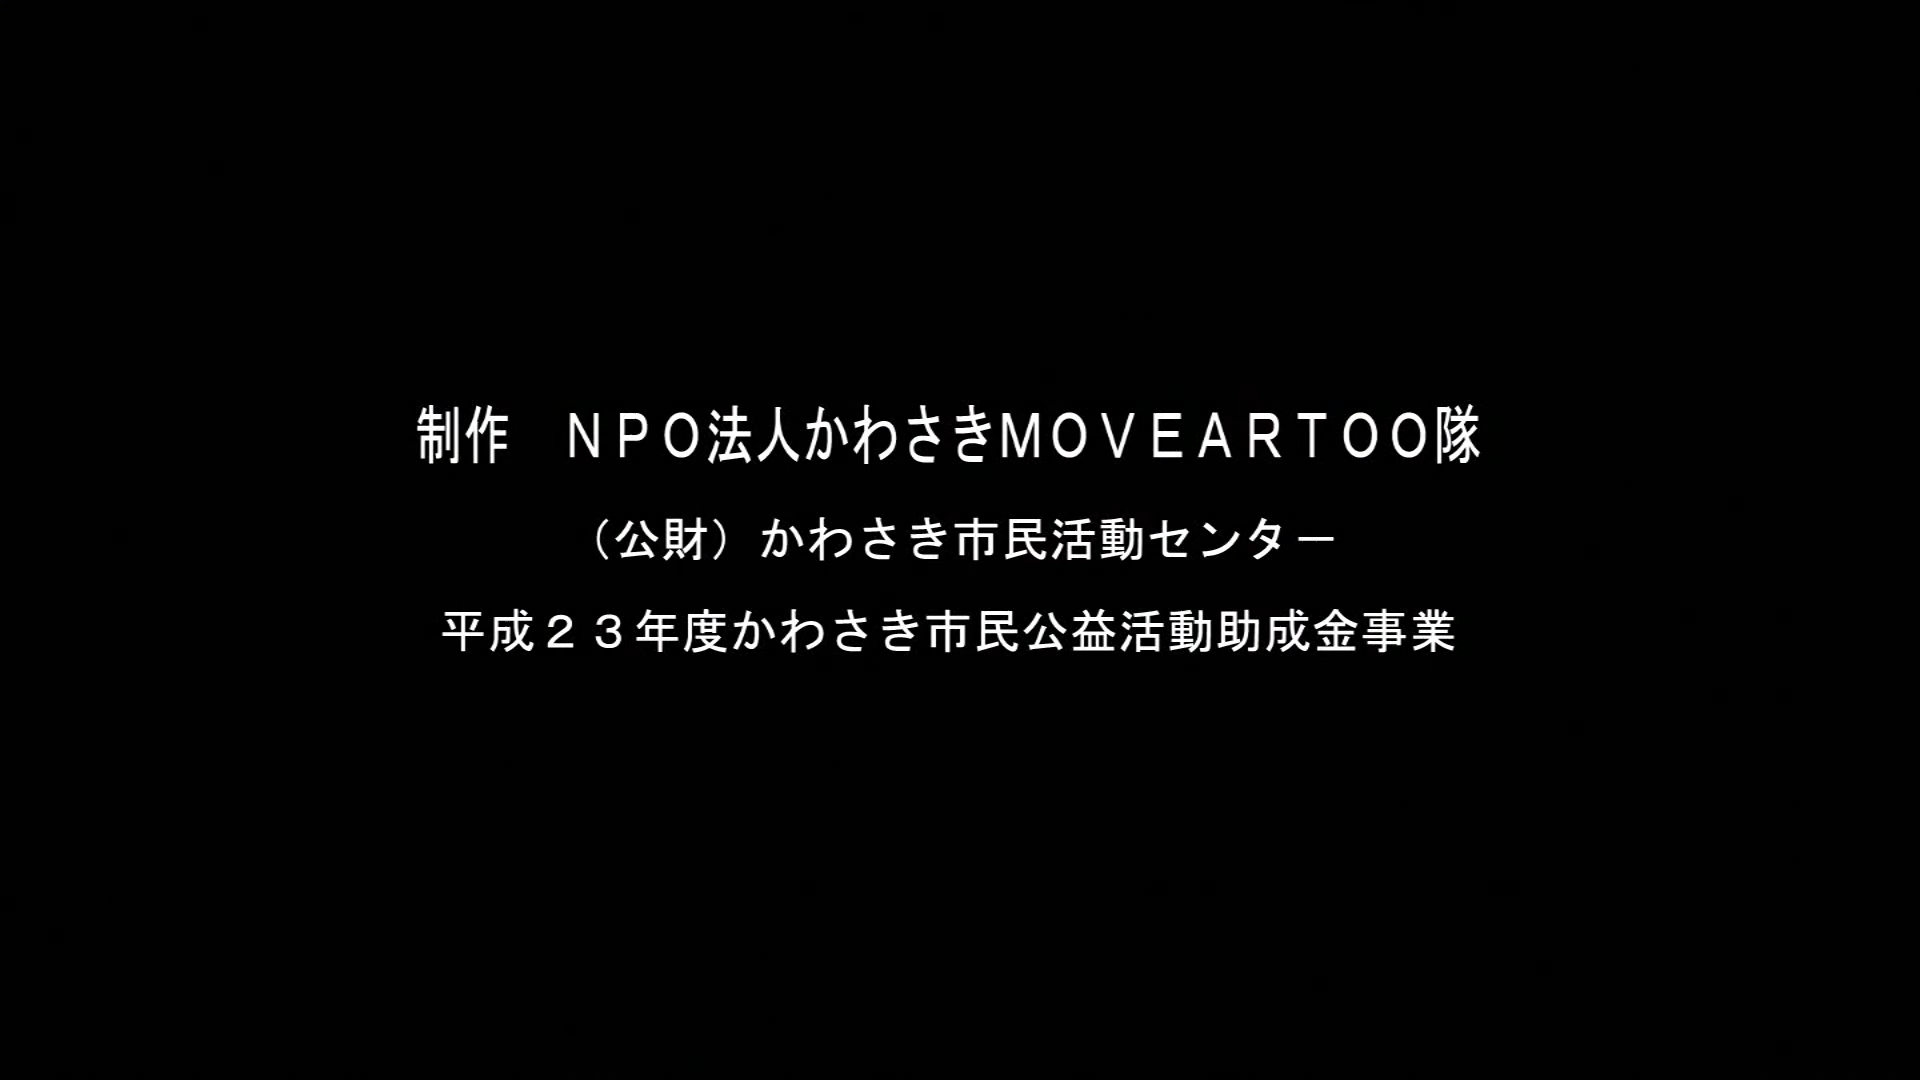 制作　ＮＰＯ法人かわさきＭＯＶＥＡＲＴＯＯ隊
（公財）かわさき市民活動センター
平成２３年度かわさき市民公益活動助成金事業